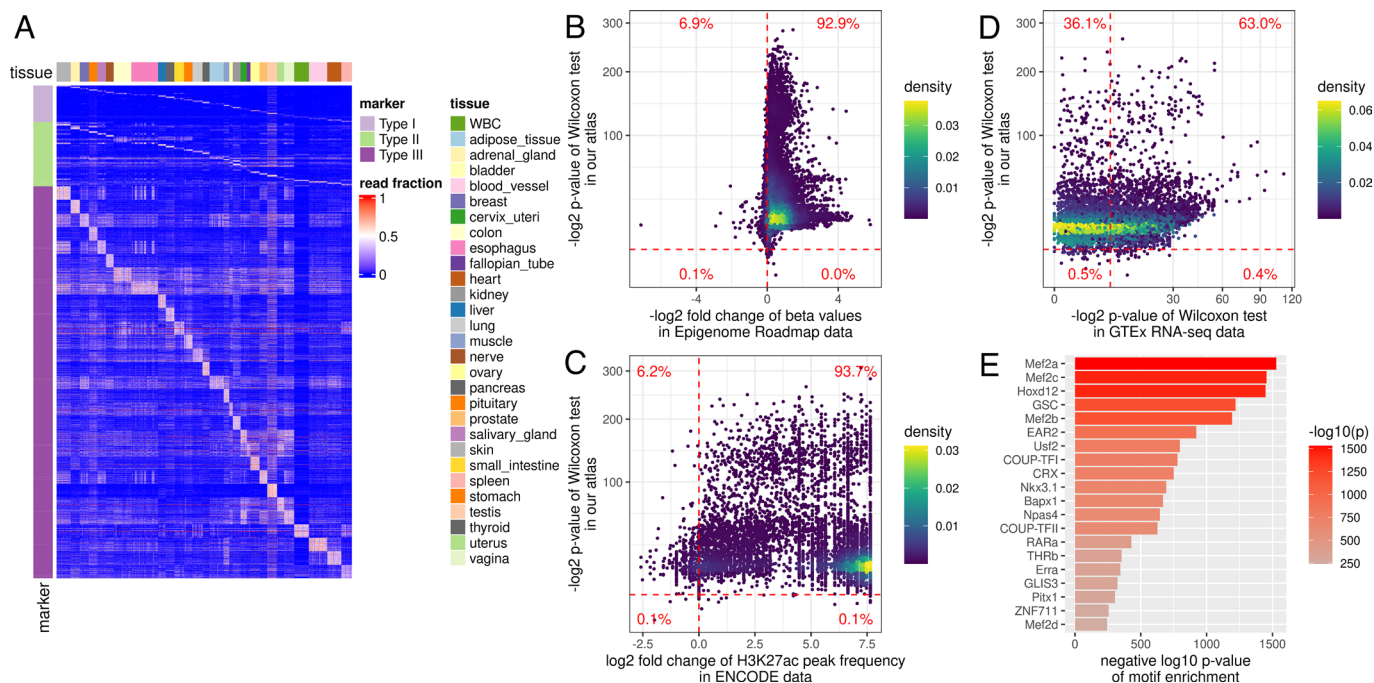 A
tissue
marker
marker
Type I
Type II
Type III
read fraction
1
0.5
0
tissue
WBC
adipose_tissue
adrenal_gland
bladder
blood_vessel
breast
cervix_uteri
colon
esophagus
fallopian_tube
heart
kidney
liver
lung
muscle
nerve
ovary
pancreas
pituitary
prostate
salivary_gland
skin
small_intestine
spleen
stomach
testis
thyroid
uterus
vagina
B
-log2 p-value of Wilcoxon test
in our atlas
300
200
100
6.9%
92.9%
0.1%
0.0%
-4
0
4
-log2 fold change of beta values
in Epigenome Roadmap data
density
0.03
0.02
0.01
C
-log2 p-value of Wilcoxon test
in our atlas
300
200
100
6.2%
93.7%
0.1%
0.1%
-2.5
0.0
2.5
5.0
7.5
log2 fold change of H3K27ac peak frequency
in ENCODE data
density
0.03
0.02
0.01
D
-log2 p-value of Wilcoxon test
in our atlas
300
200
100
36.1%
63.0%
0.5%
0.4%
0
30
60
90
120
-log2 p-value of Wilcoxon test
in GTEx RNA-seq data
density
0.06
0.04
0.02
E
Mef2a
Mef2c
Hoxd12
GSC
Mef2b
EAR2
Usf2
COUP-TFI
CRX
Nkx3.1
Bapx1
Npas4
COUP-TFII
RARa
THRb
Erra
GLIS3
Pitx1
ZNF711
Mef2d
0
500
1000
1500
negative log10 p-value
of motif enrichment
-log10(p)
1500
1250
1000
750
500
250